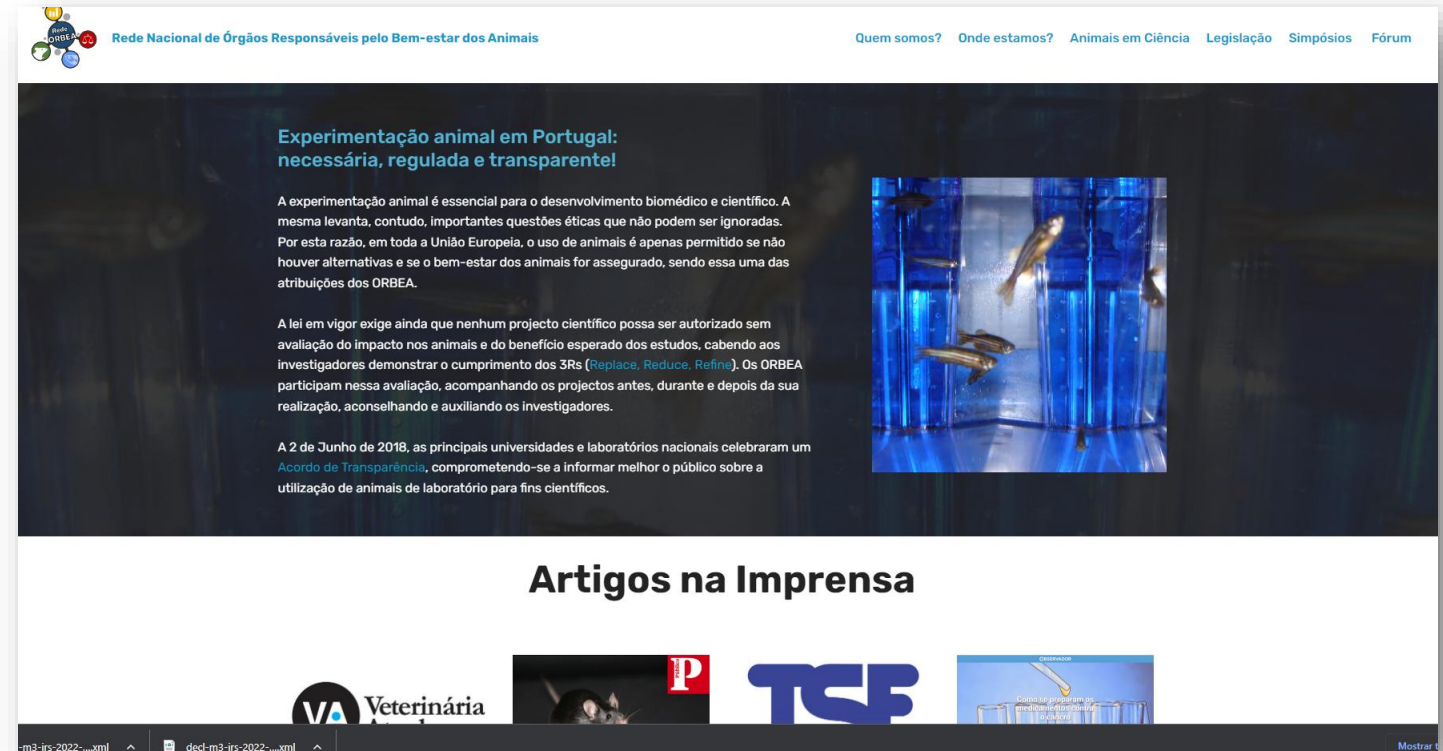 Rede
ORBEA
Rede Nacional de Órgãos Responsáveis pelo Bem-estar dos Animais
Quem somos? Onde estamos? Animais em Ciência Legislação Simpósios Fórum
Experimentação animal em Portugal:
necessária, regulada e transparente!
A experimentação animal é essencial para o desenvolvimento biomédico e científico. A
mesma levanta, contudo, importantes questões éticas que não podem ser ignoradas.
Por esta razão, em toda a União Europeia, o uso de animais é apenas permitido se não
houver alternativas e se o bem-estar dos animais for assegurado, sendo essa uma das
atribuições dos ORBEA.
A lei em vigor exige ainda que nenhum projecto científico possa ser autorizado sem
avaliação do impacto nos animais e do benefício esperado dos estudos, cabendo aos
investigadores demonstrar o cumprimento dos 3Rs (Replace, Reduce, Refine). Os ORBEA
participam nessa avaliação, acompanhando os projectos antes, durante e depois da sua
realização, aconselhando e auxiliando os investigadores.
A 2 de Junho de 2018, as principais universidades e laboratórios nacionais celebraram um
Acordo de Transparência, comprometendo-se a informar melhor o público sobre a
utilização de animais de laboratório para fins científicos.
Artigos na Imprensa
VA Veterinária
Público P
TSF
OBSERVADOR
Como se preparam os
medicamentos contra
o cancro
-m3-irs-2022-....xml
decl-m3-irs-2022-....xml
Mostrar